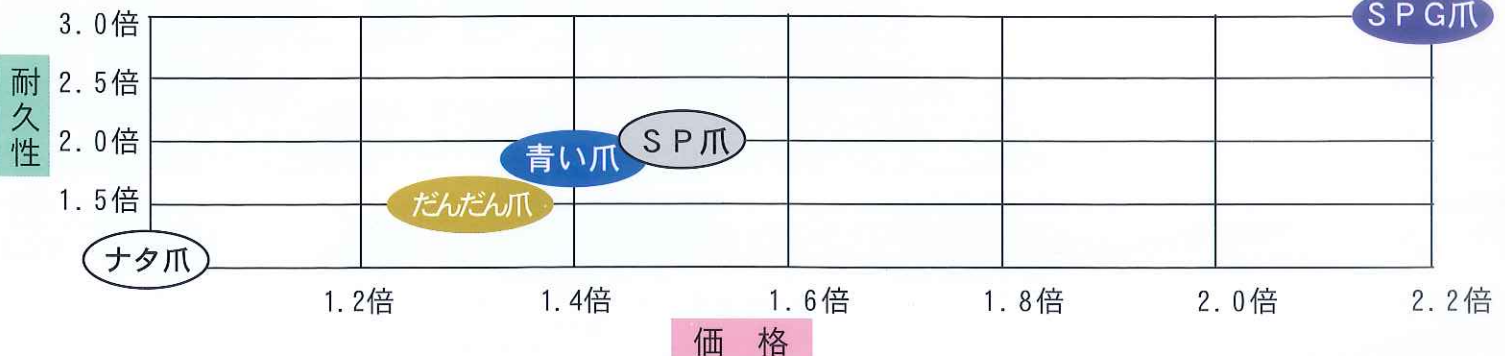 3.0倍
SPG爪
2.5倍
耐久性
2.0倍
青い爪
SP爪
1.5倍
だんだん爪
ナタ爪
1.2倍
1.4倍
1.6倍
1.8倍
2.0倍
2.2倍
価 格